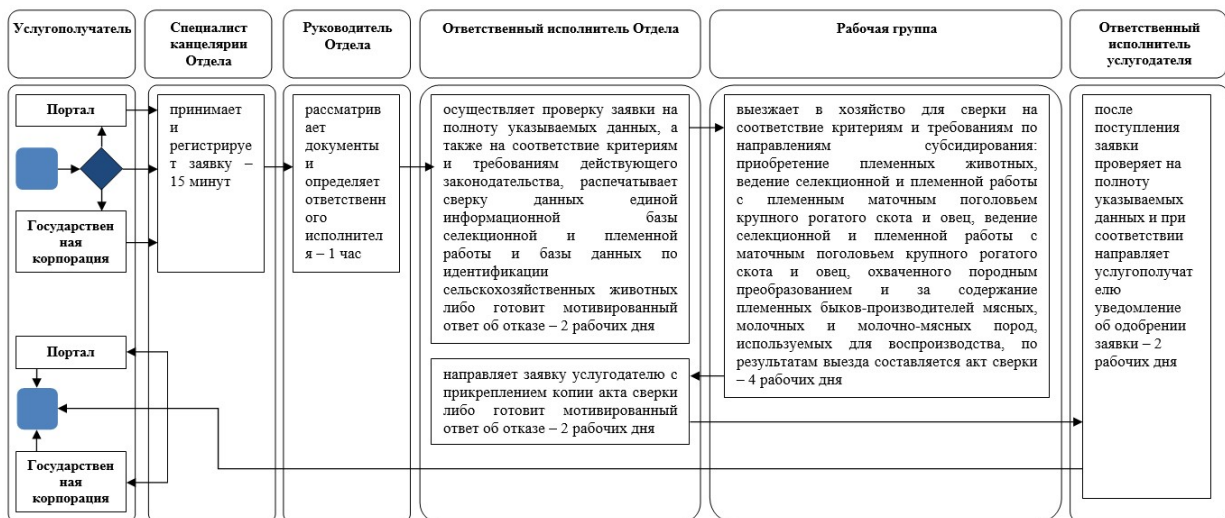 Услугополучатель
Специалист
канцелярии
Отдела
Руководитель
Отдела
Ответственный исполнитель Отдела
Рабочая группа
Ответственный
исполнитель
услугодателя
Портал
Государствен
ная
корпорация
Портал
Государствен
ная
корпорация
принимает
и
регистрируе
т заявку –
15 минут
рассматрив
ает
документы
и
определяет
ответственн
ого
исполнител
я – 1 час
осуществляет проверку заявки на
полноту указываемых данных, а
также на соответствие критериям
и требованиям действующего
законодательства, распечатывает
сверку данных единой
информационной базы
селекционной и племенной
работы и базы данных по
идентификации
сельскохозяйственных животных
либо готовит мотивированный
ответ об отказе – 2 рабочих дня
направляет заявку услугодателю с
прикреплением копии акта сверки
либо готовит мотивированный
ответ об отказе – 2 рабочих дня
выезжает в хозяйство для сверки на
соответствие критериям и требованиям по
направлениям субсидирования:
приобретение племенных животных,
ведение селекционной и племенной работы
с племенным маточным поголовьем
крупного рогатого скота и овец, ведение
селекционной и племенной работы с
маточным поголовьем крупного рогатого
скота и овец, охваченного породным
преобразованием и за содержание
племенных быков-производителей мясных,
молочных и молочно-мясных пород,
используемых для воспроизводства, по
результатам выезда составляется акт сверки
– 4 рабочих дня
после
поступления
заявки
проверяет на
полноту
указываемых
данных и при
соответствии
направляет
услугополучат
елю
уведомление
об одобрении
заявки – 2
рабочих дня